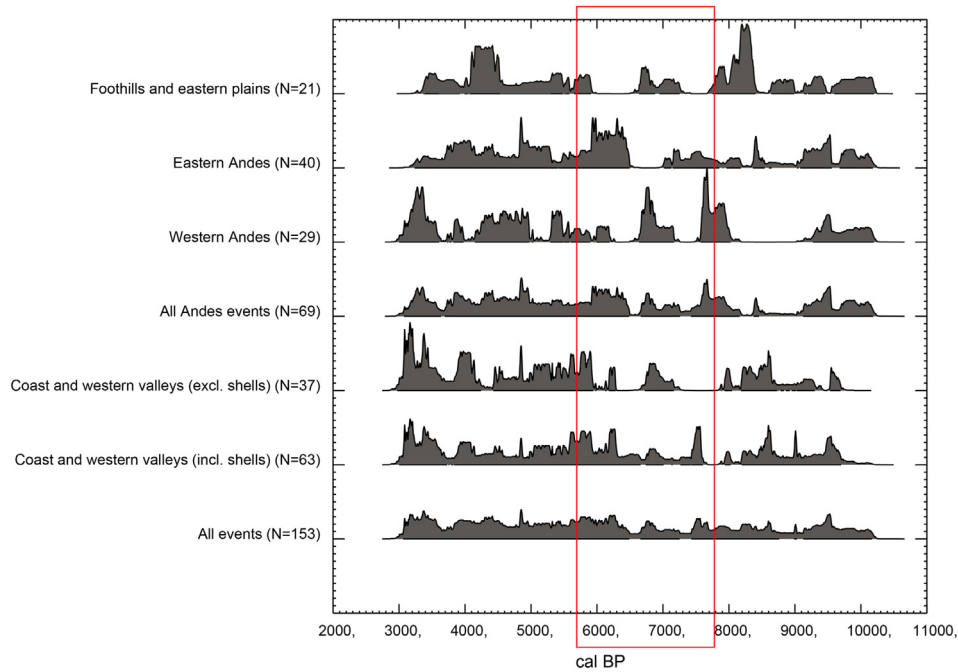 Foothills and eastern plains (N=21)
Eastern Andes (N=40)
Western Andes (N=29)
All Andes events (N=69)
Coast and western valleys (excl. shells) (N=37)
Coast and western valleys (incl. shells) (N=63)
All events (N=153)
2000, 3000, 4000, 5000, 6000, 7000, 8000, 9000, 10000, 11000,
cal BP